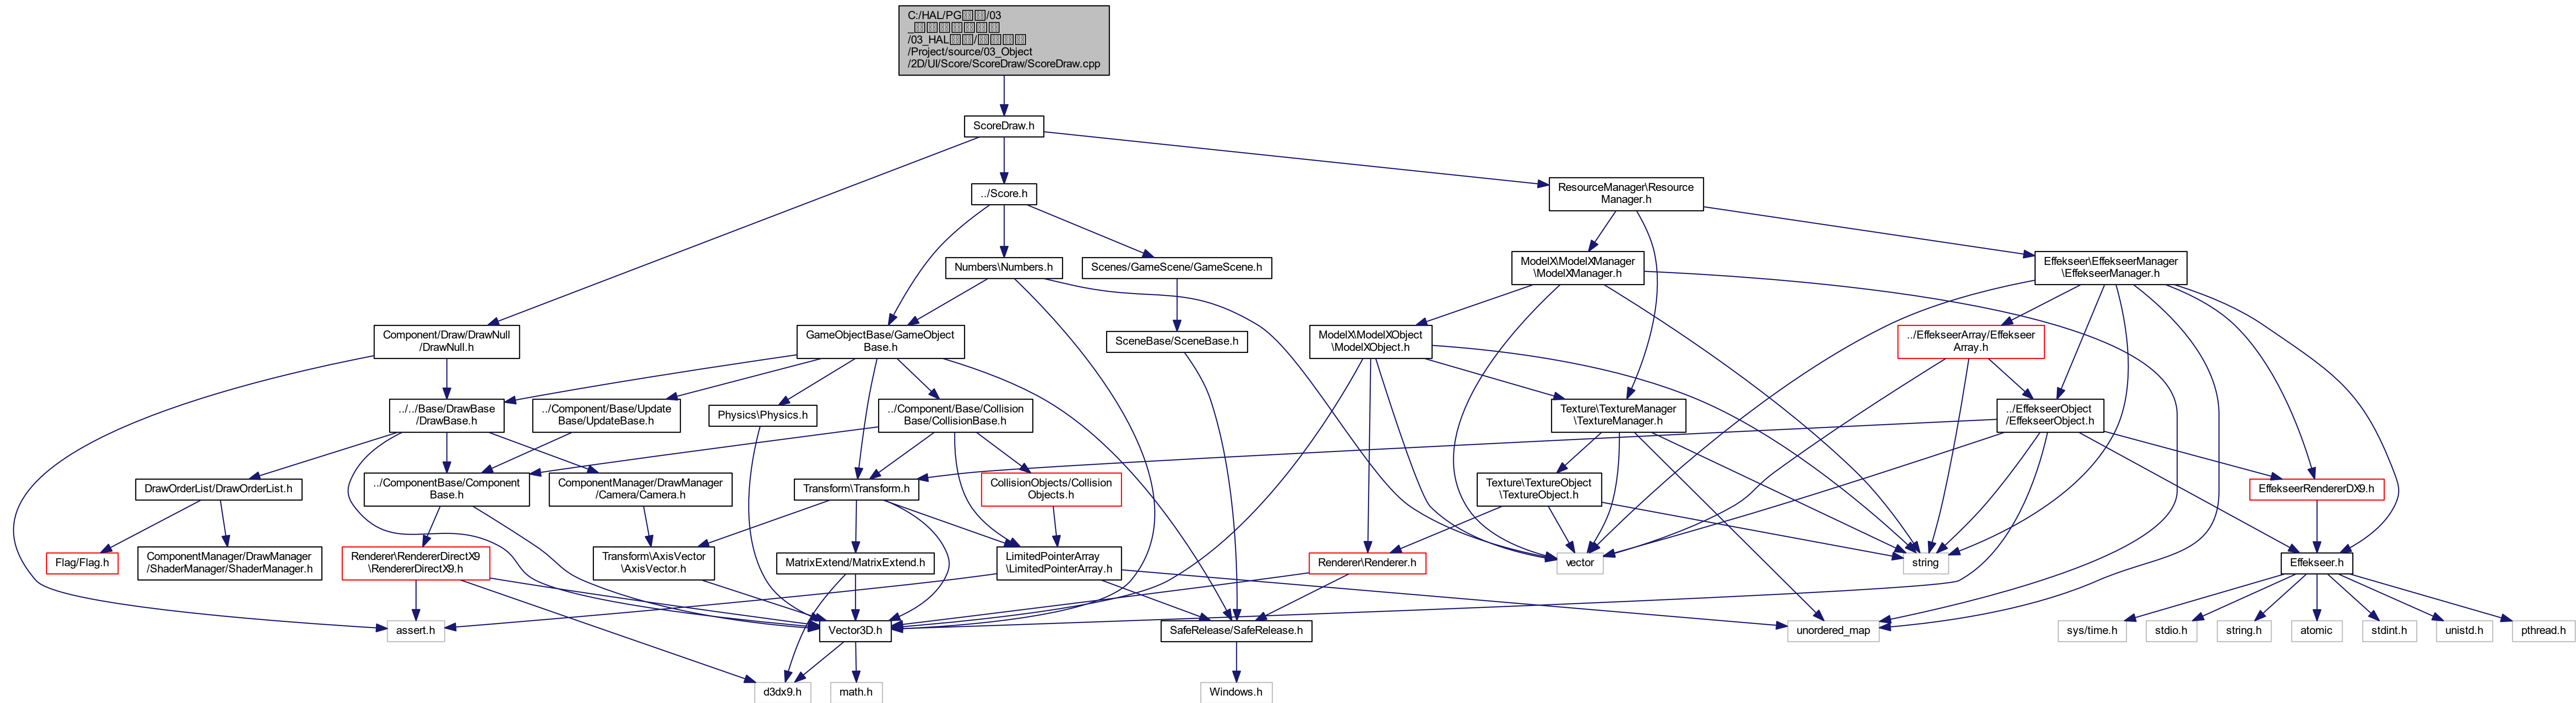 C:/HAL/PG/03
_
/03_HAL/
/Project/source/03_Object
/2D/UI/Score/ScoreDraw/ScoreDraw.cpp
ScoreDraw.h
../Score.h
ResourceManager\Resource
Manager.h
Numbers\Numbers.h
Scenes/GameScene/GameScene.h
ModelX\ModelXManager
\ModelXManager.h
Effekseer\EffekseerManager
\EffekseerManager.h
Component/Draw/DrawNull
/DrawNull.h
GameObjectBase/GameObject
Base.h
SceneBase/SceneBase.h
ModelX\ModelXObject
\ModelXObject.h
../EffekseerArray/Effekseer
Array.h
../../Base/DrawBase
/DrawBase.h
../Component/Base/Update
Base/UpdateBase.h
Physics\Physics.h
../Component/Base/Collision
Base/CollisionBase.h
Texture\TextureManager
\TextureManager.h
../EffekseerObject
/EffekseerObject.h
DrawOrderList/DrawOrderList.h
../ComponentBase/Component
Base.h
ComponentManager/DrawManager
/Camera/Camera.h
Transform\Transform.h
CollisionObjects/Collision
Objects.h
Texture\TextureObject
\TextureObject.h
EffekseerRendererDX9.h
Flag/Flag.h
ComponentManager/DrawManager
/ShaderManager/ShaderManager.h
Renderer\RendererDirectX9
\RendererDirectX9.h
Transform\AxisVector
\AxisVector.h
MatrixExtend/MatrixExtend.h
LimitedPointerArray
\LimitedPointerArray.h
Renderer\Renderer.h
vector
string
Effekseer.h
assert.h
Vector3D.h
SafeRelease/SafeRelease.h
unordered_map
sys/time.h
stdio.h
string.h
atomic
stdint.h
unistd.h
pthread.h
d3dx9.h
math.h
Windows.h